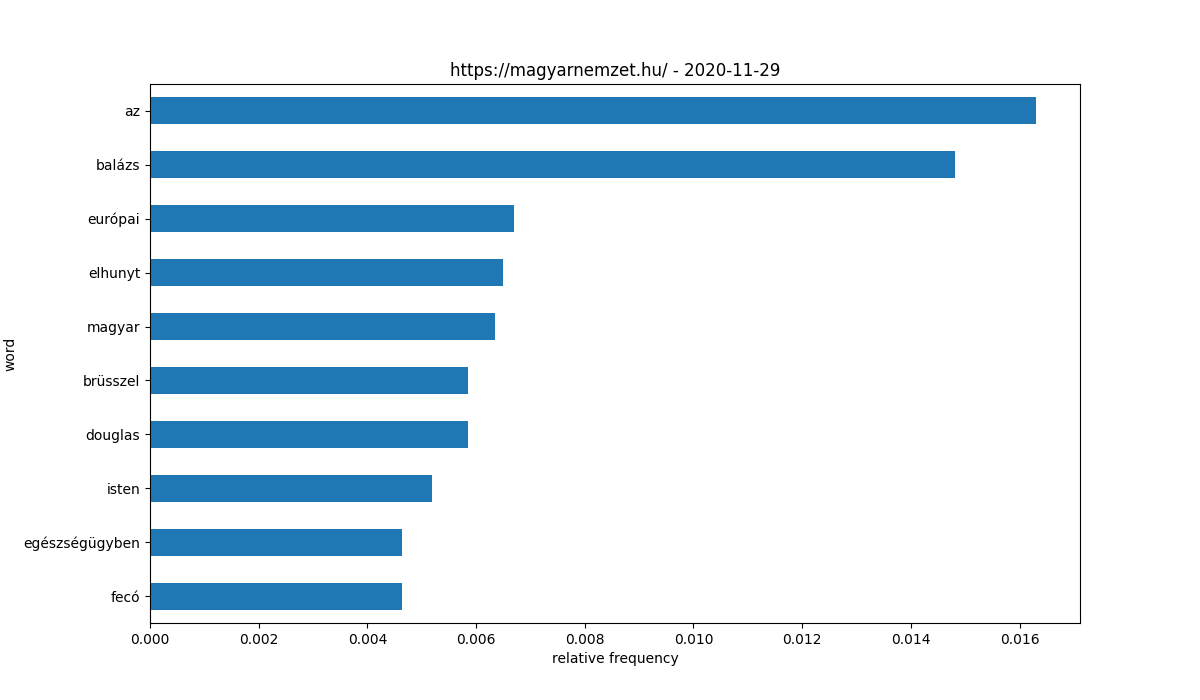 https://magyarnemzet.hu/ - 2020-11-29
az
balázs
európai
elhunyt
magyar
brüsszel
douglas
isten
egészségügyben
fecó
word
0.000 0.002 0.004 0.006 0.008 0.010 0.012 0.014 0.016
relative frequency